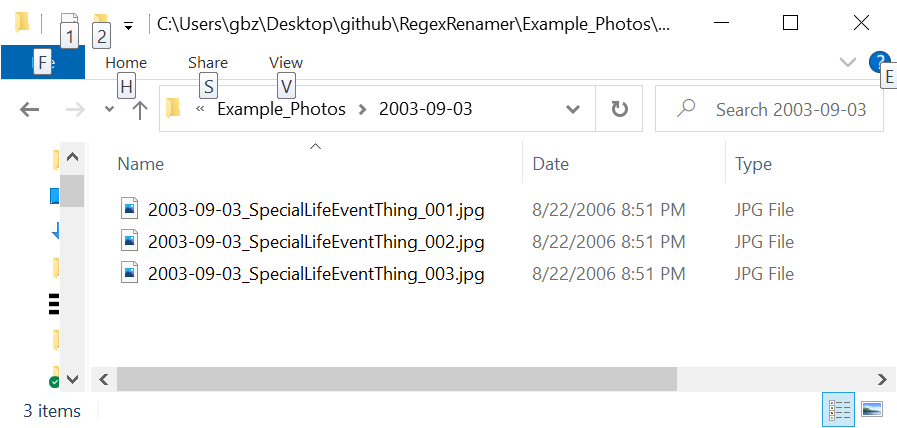 1 2 C:\Users\gbz\Desktop\github\RegexRenamer\Example_Photos\...
F Home Share View ?
H S V E
« Example_Photos > 2003-09-03 Search 2003-09-03
Name Date Type
2003-09-03_SpecialLifeEventThing_001.jpg 8/22/2006 8:51 PM JPG File
2003-09-03_SpecialLifeEventThing_002.jpg 8/22/2006 8:51 PM JPG File
2003-09-03_SpecialLifeEventThing_003.jpg 8/22/2006 8:51 PM JPG File
3 items